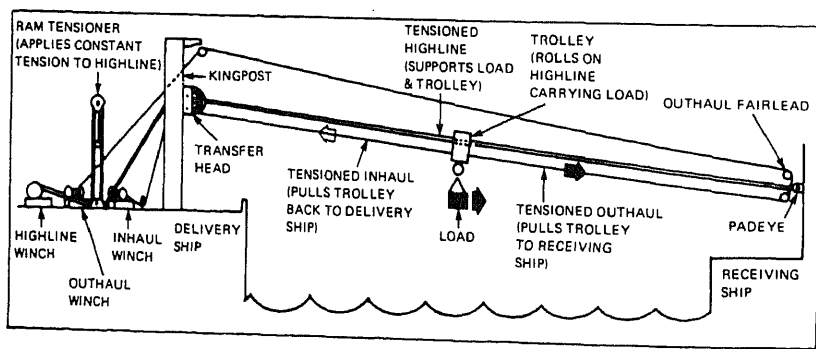 RAM TENSIONER
(APPLIES CONSTANT
TENSION TO HIGHLINE)
KINGPOST
TRANSFER
HEAD
TENSIONED
HIGHLINE
(SUPPORTS LOAD
& TROLLEY)
TROLLEY
(ROLLS ON
HIGHLINE
CARRYING LOAD)
OUTHAUL FAIRLEAD
TENSIONED INHAUL
(PULLS TROLLEY
BACK TO DELIVERY
SHIP)
LOAD
TENSIONED OUTHAUL
(PULLS TROLLEY
TO RECEIVING
SHIP)
PADEYE
HIGHLINE
WINCH
OUTHAUL
WINCH
INHAUL
WINCH
DELIVERY
SHIP
RECEIVING
SHIP